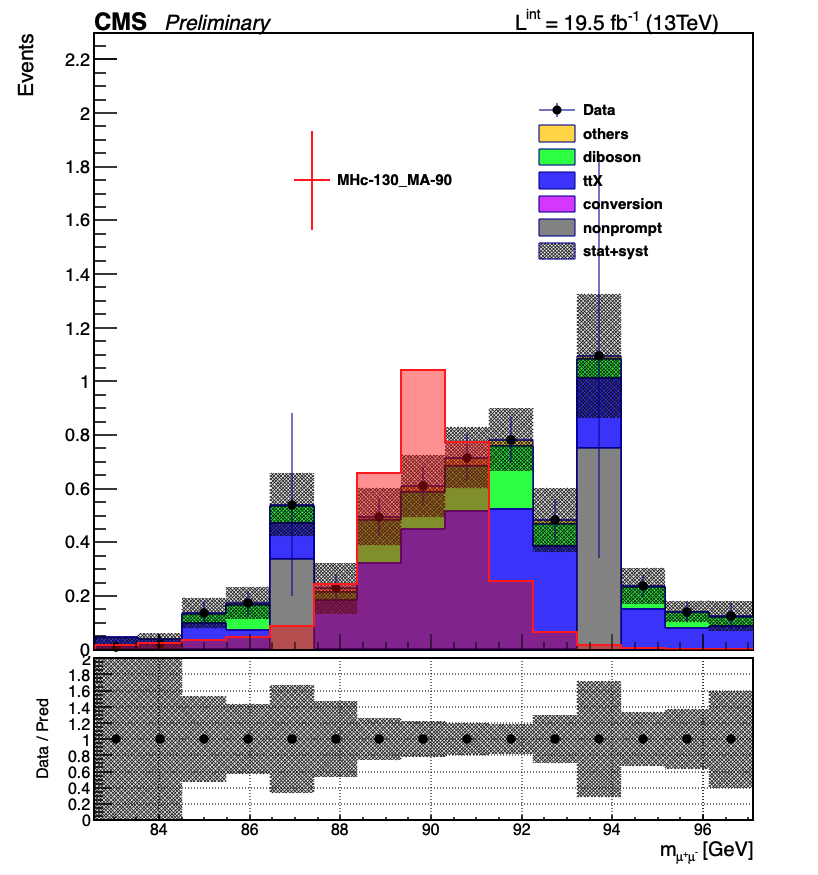 CMS Preliminary L^int = 19.5 fb^-1 (13TeV)
Events
2.2
2
1.8
1.6
1.4
1.2
1
0.8
0.6
0.4
0.2
0
Data
others
diboson
ttX
conversion
nonprompt
stat+syst
MHc-130_MA-90
Data / Pred
2
1.8
1.6
1.4
1.2
1
0.8
0.6
0.4
0.2
0
84 86 88 90 92 94 96
m_μ⁺μ⁻ [GeV]